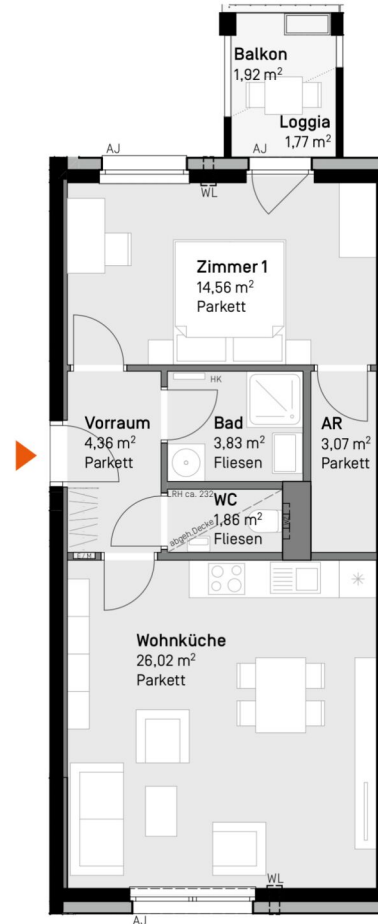 Balkon
1,92 m²
Loggia
1,77 m²
AJ
AJ
WL
Zimmer 1
14,56 m²
Parkett
HK
Vorraum
4,36 m²
Parkett
Bad
3,83 m²
Fliesen
AR
3,07 m²
Parkett
LRH ca. 232
abgeh.Decke
WC
1,86 m²
Fliesen
E/M
Wohnküche
26,02 m²
Parkett
WL
AJ